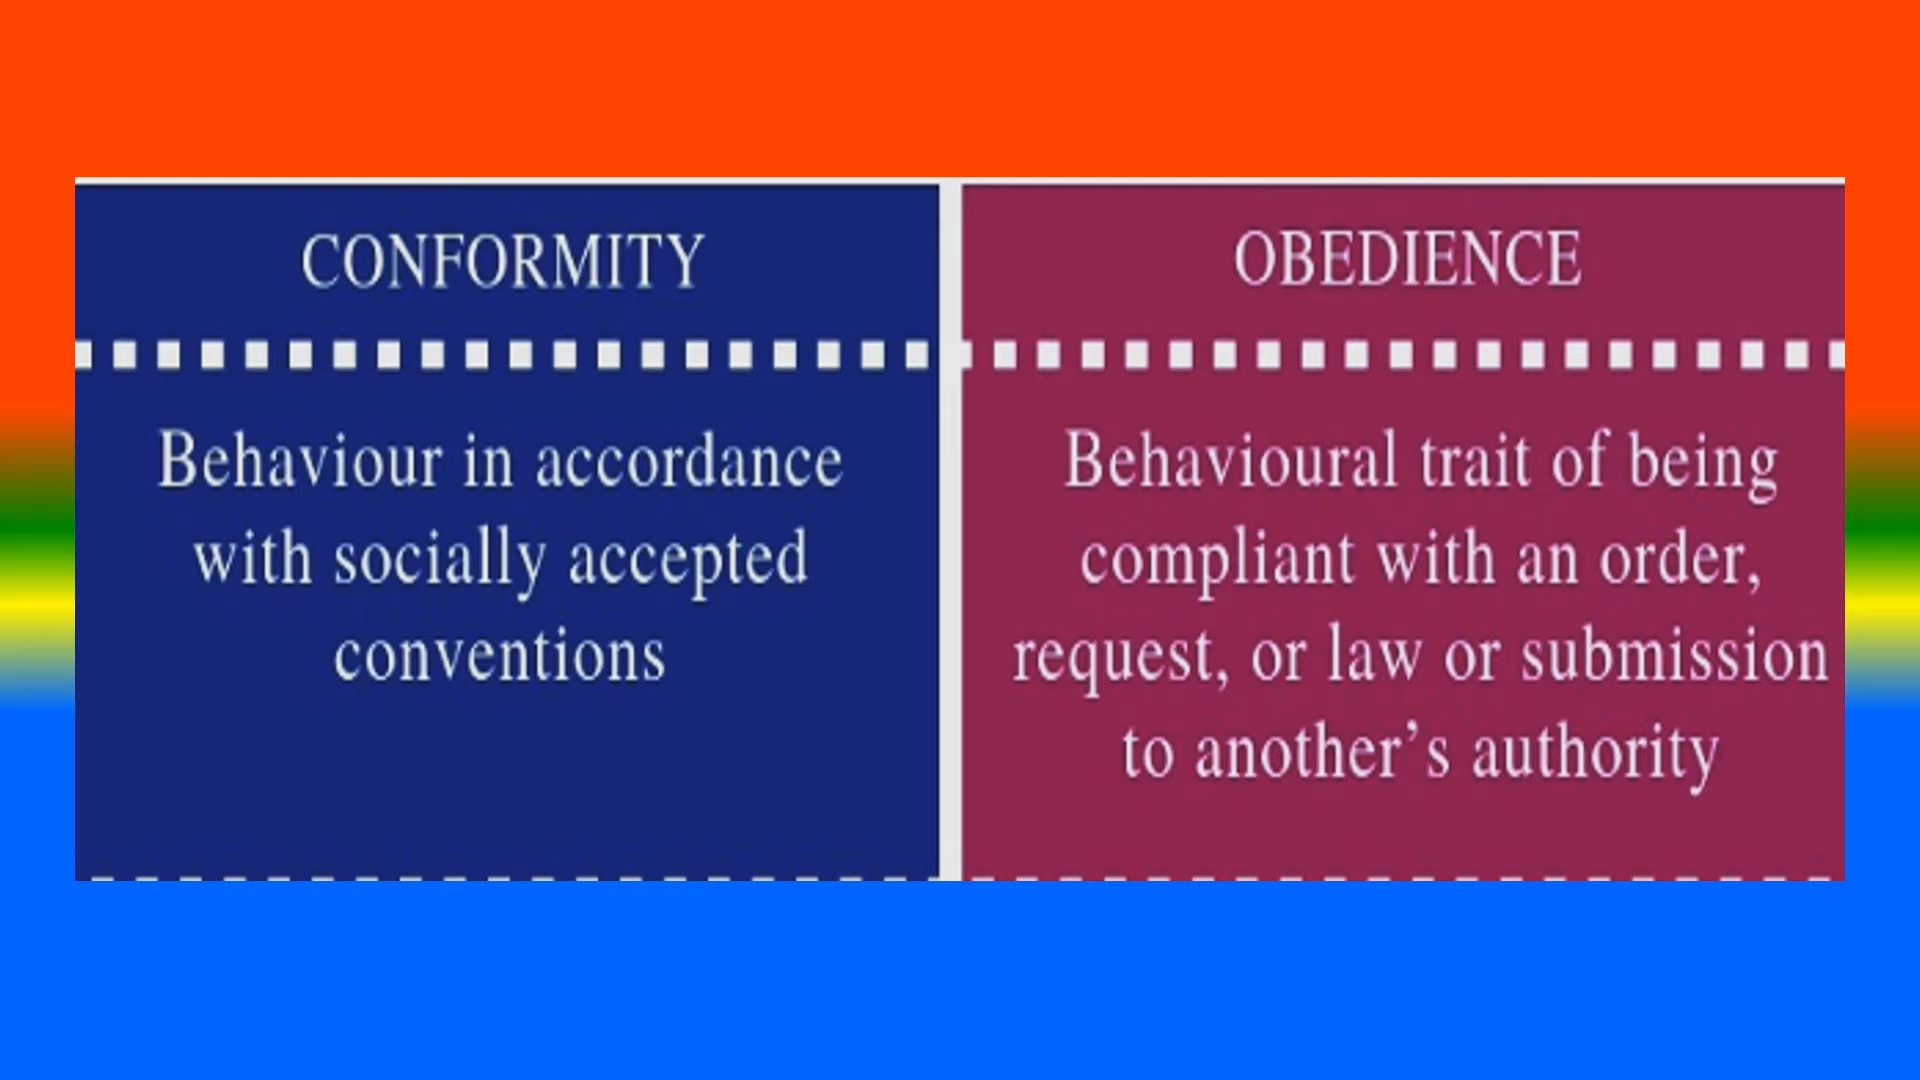 CONFORMITY
Behaviour in accordance
with socially accepted
conventions
OBEDIENCE
Behavioural trait of being
compliant with an order,
request, or law or submission
to another’s authority